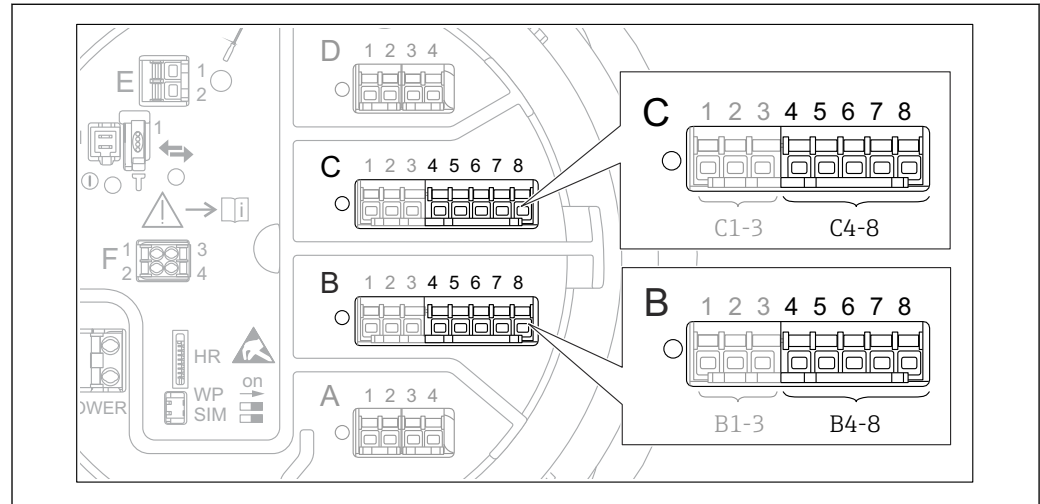 D 1 2 3 4
E 1
2
1
C 1 2 3 4 5 6 7 8
C 1 2 3 4 5 6 7 8
C1-3 C4-8
i
F 1 3
2 4
B 1 2 3 4 5 6 7 8
B 1 2 3 4 5 6 7 8
B1-3 B4-8
HR
WP on
SIM
OWER
A 1 2 3 4